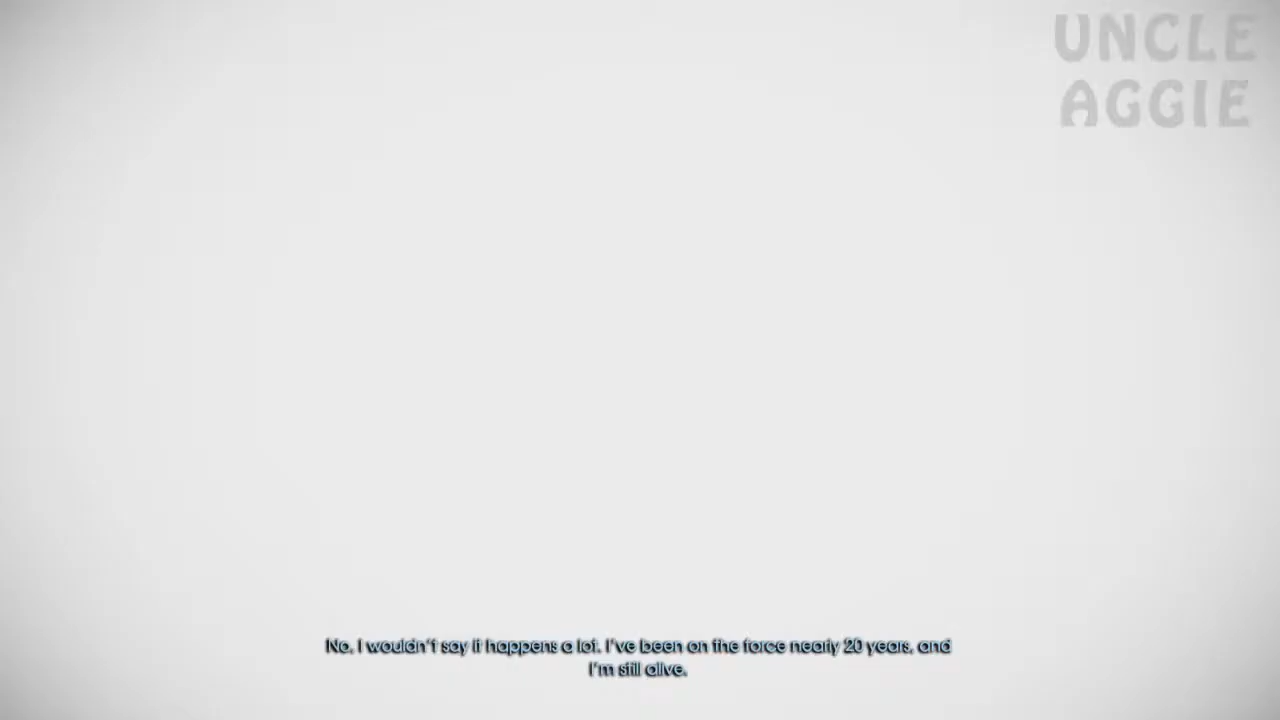 UNCLE
AGGIE
No, I wouldn't say it happens a lot. I've been on the force nearly 20 years, and
I'm still alive.